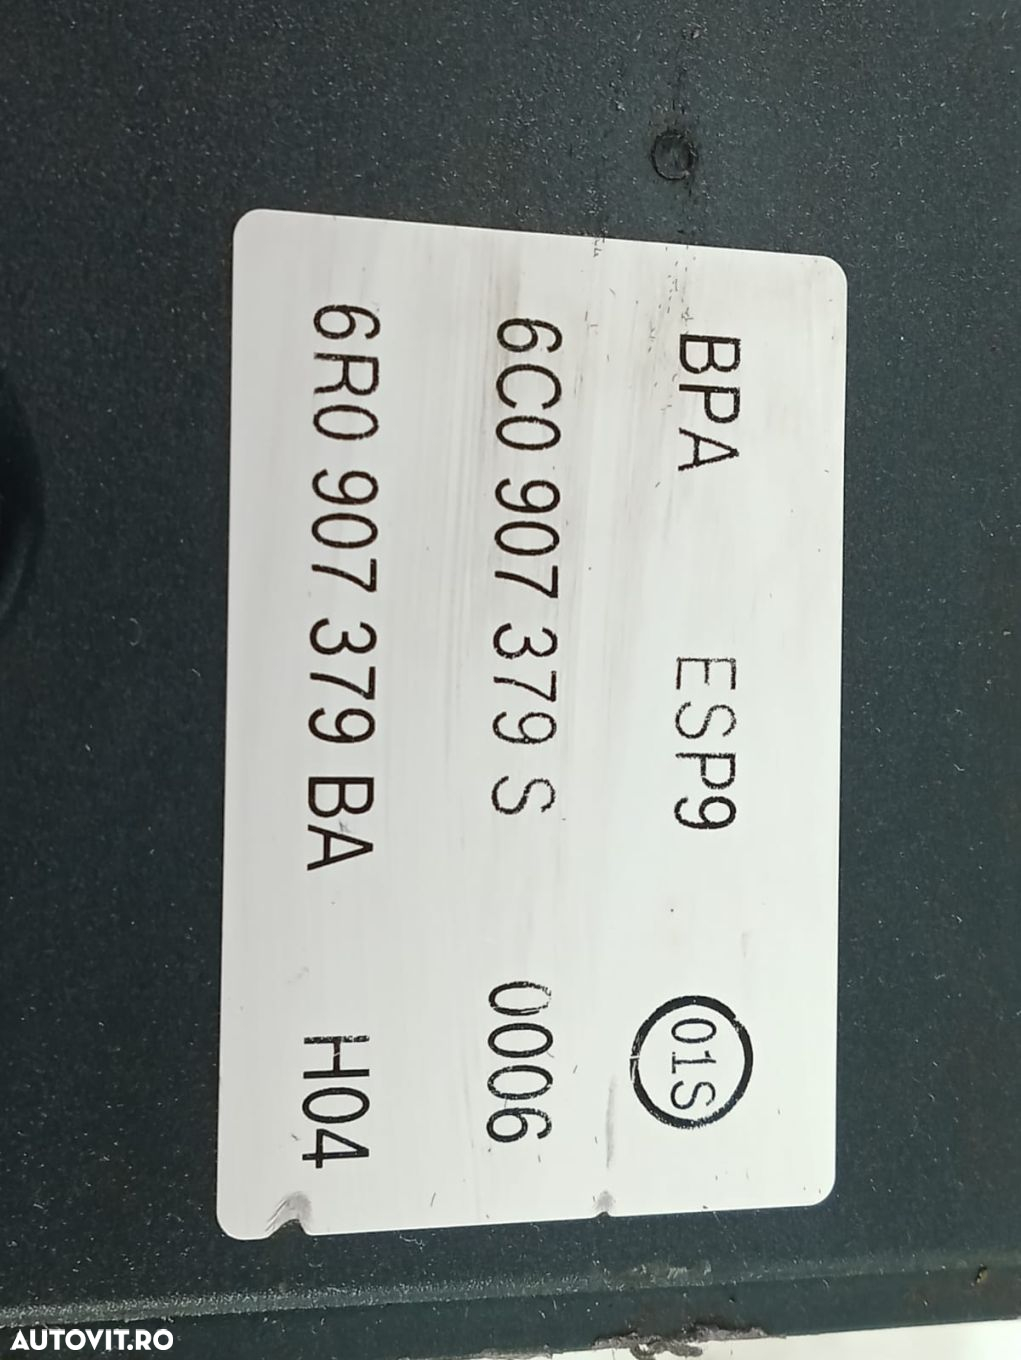 BPA ESP9 01S
6C0 907 379 S 0006
6R0 907 379 BA H04
AUTOVIT.RO